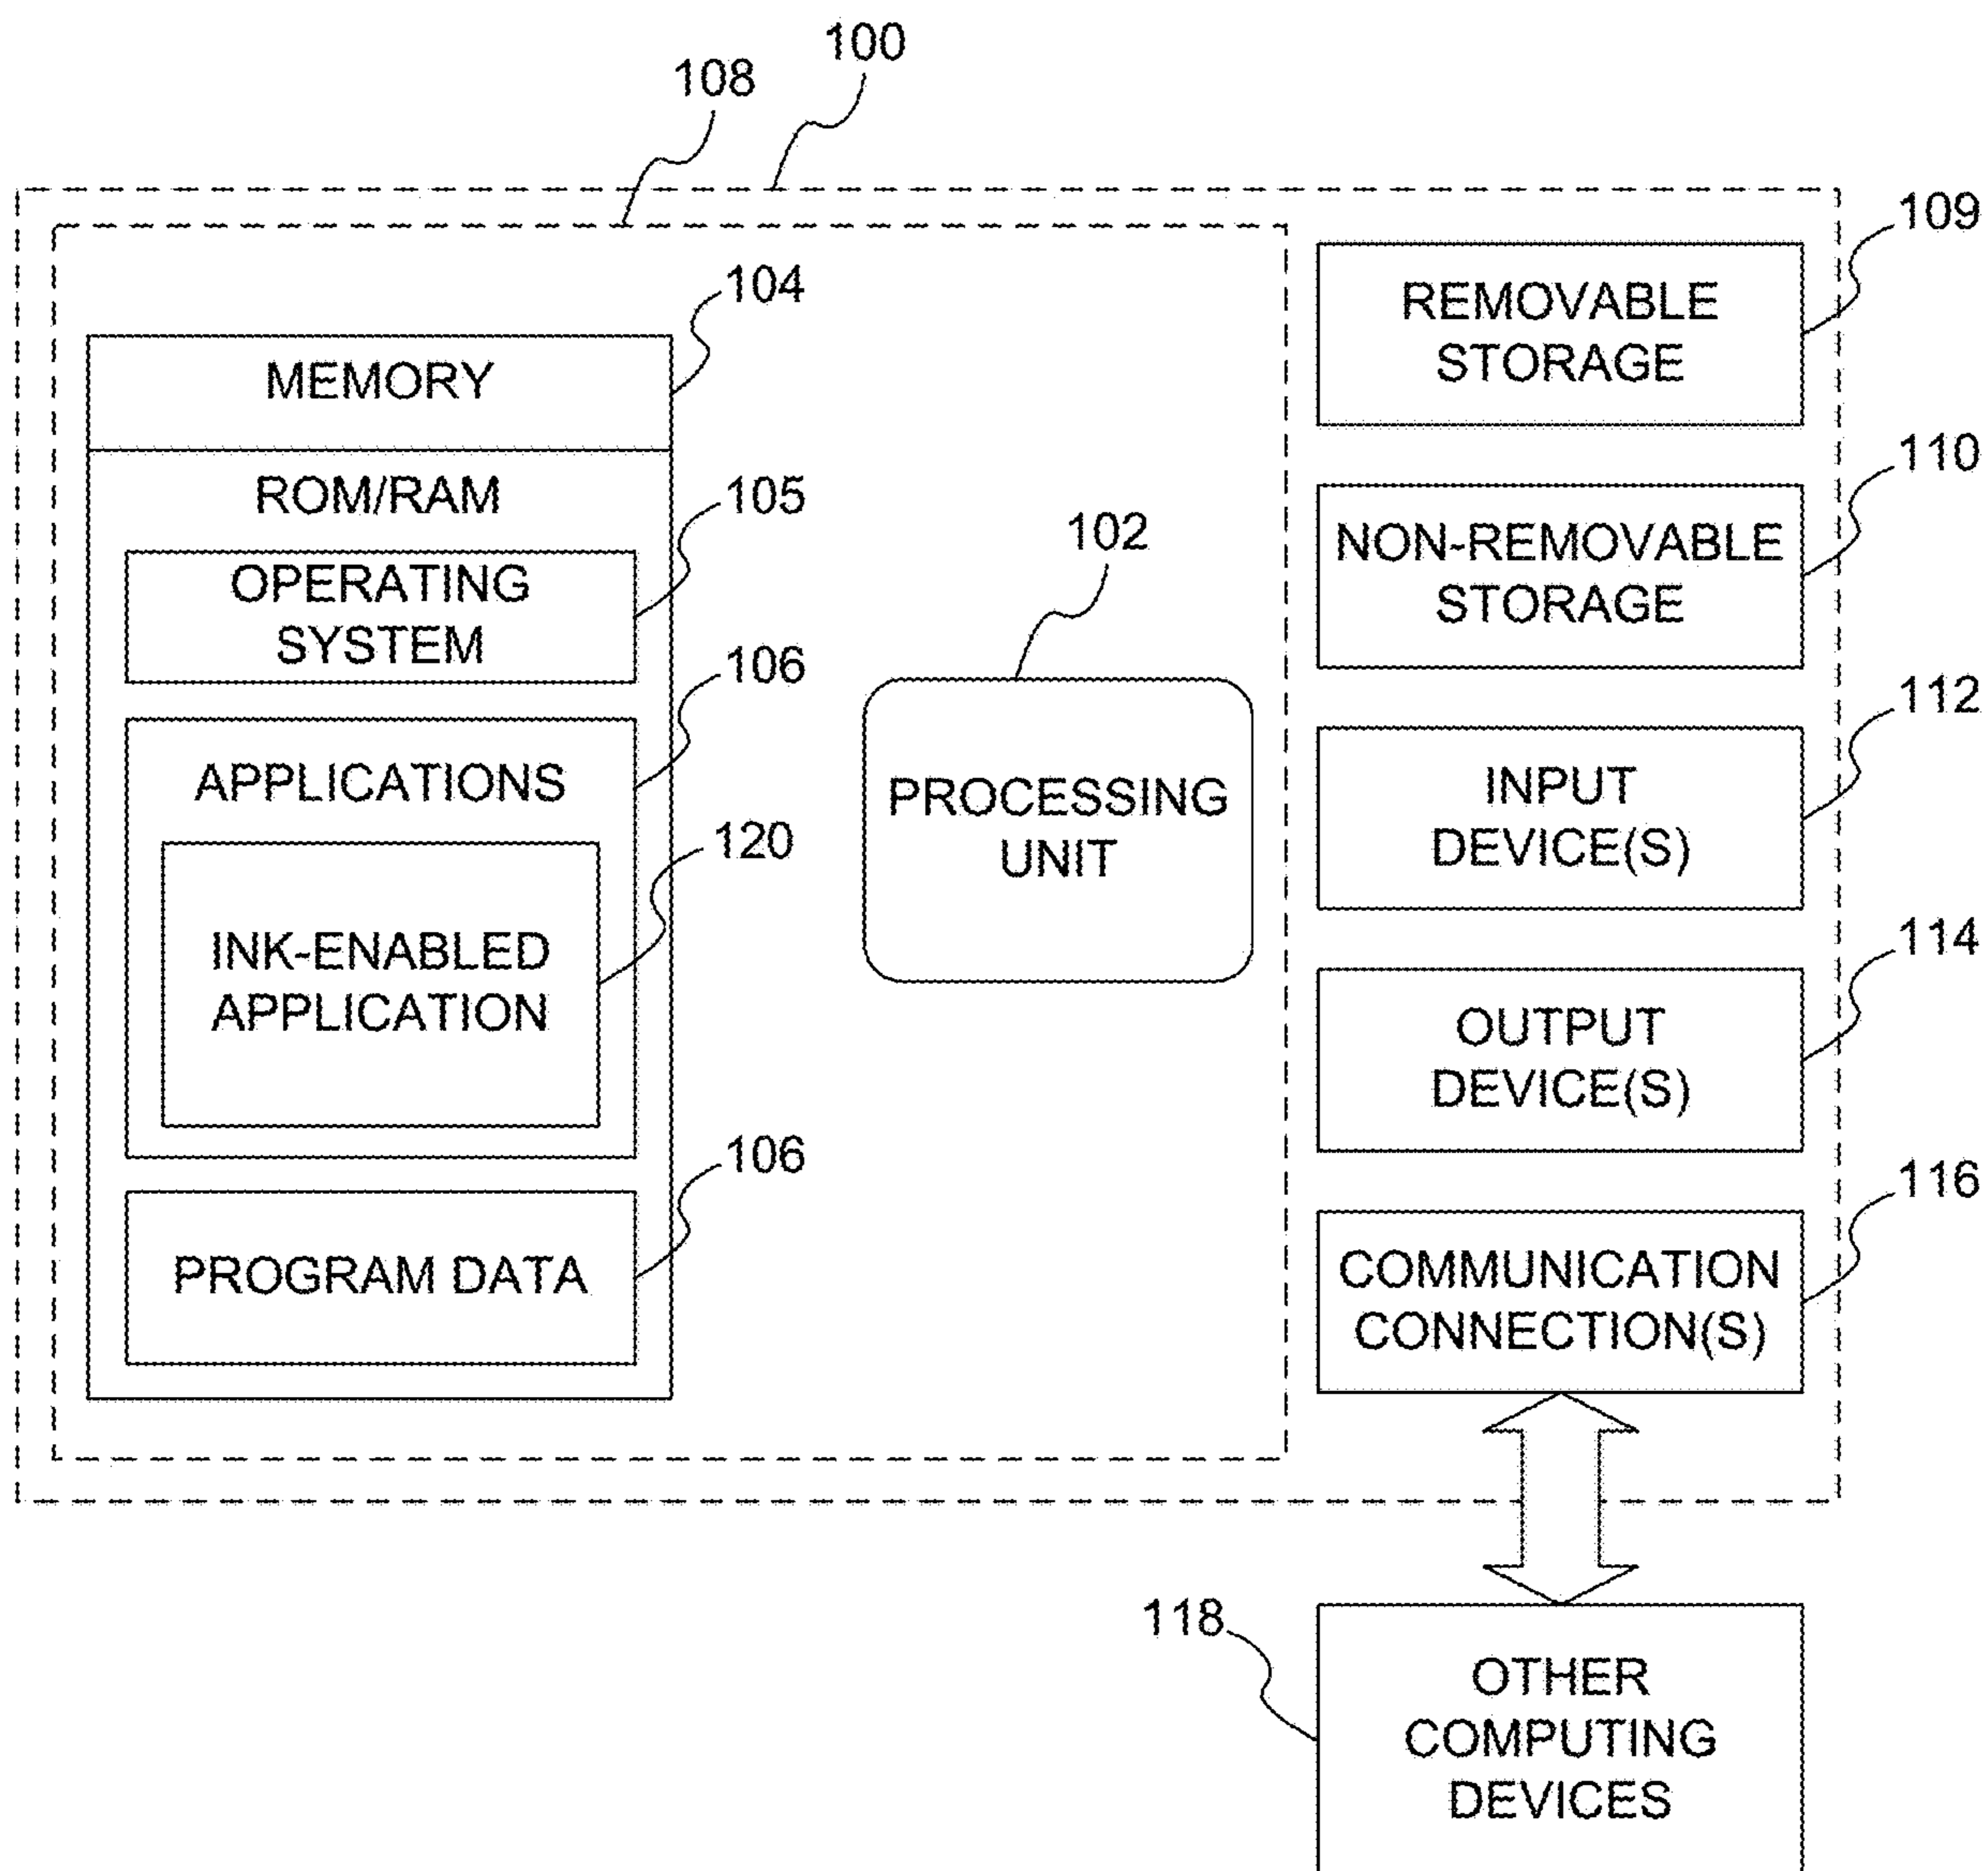 100
108
109
104
REMOVABLE
STORAGE
MEMORY
110
ROM/RAM
105
102
NON-REMOVABLE
STORAGE
OPERATING
SYSTEM
106
112
APPLICATIONS
PROCESSING
UNIT
INPUT
DEVICE(S)
120
114
INK-ENABLED
APPLICATION
OUTPUT
DEVICE(S)
106
116
PROGRAM DATA
COMMUNICATION
CONNECTION(S)
118
OTHER
COMPUTING
DEVICES